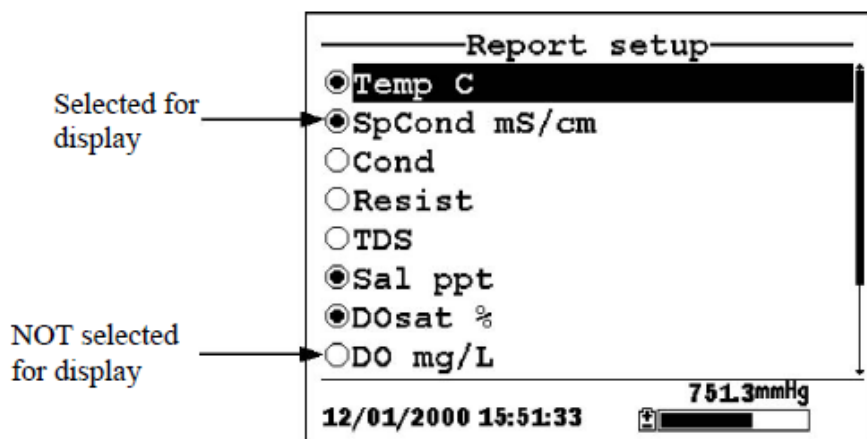 Report setup
Temp C
Selected for
display
SpCond mS/cm
Cond
Resist
TDS
Sal ppt
DOsat %
NOT selected
for display
DO mg/L
751.3mmHg
12/01/2000 15:51:33